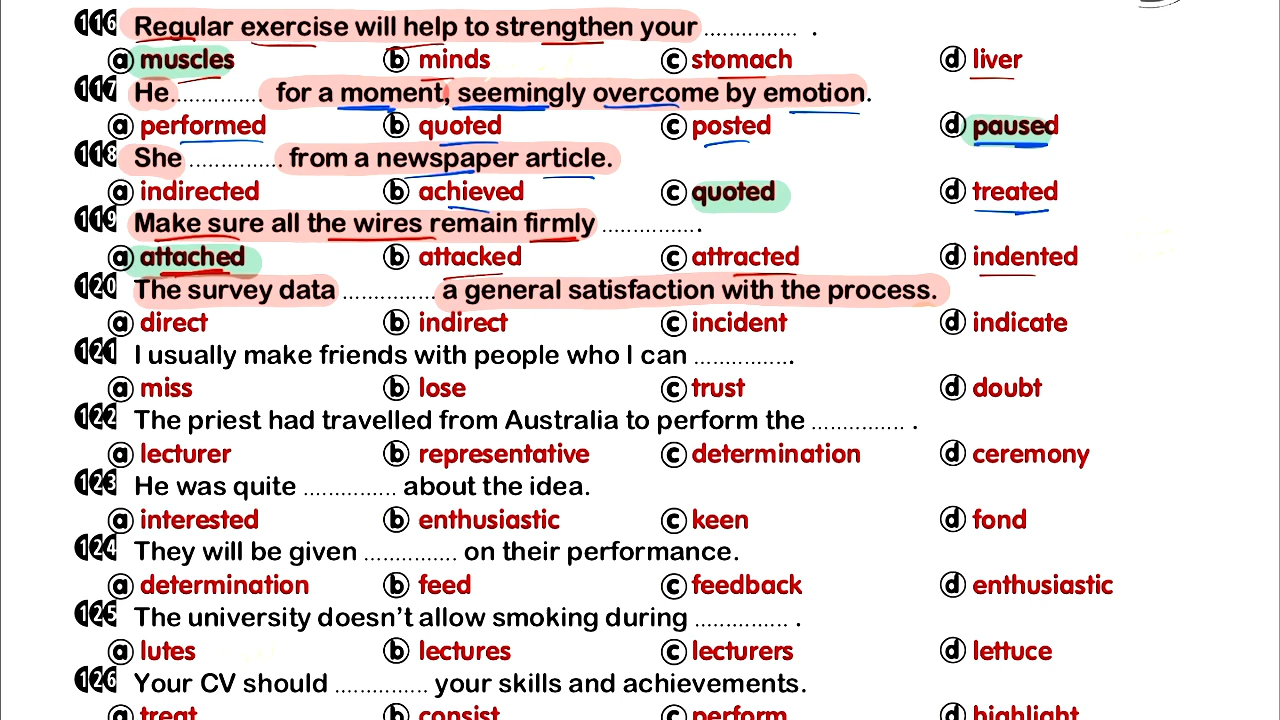 116 Regular exercise will help to strengthen your ............... .
a muscles b minds c stomach d liver
117 He............... for a moment, seemingly overcome by emotion.
a performed b quoted c posted d paused
118 She ............... from a newspaper article.
a indirected b achieved c quoted d treated
119 Make sure all the wires remain firmly ............... .
a attached b attacked c attracted d indented
120 The survey data ............... a general satisfaction with the process.
a direct b indirect c incident d indicate
121 I usually make friends with people who I can ............... .
a miss b lose c trust d doubt
122 The priest had travelled from Australia to perform the ............... .
a lecturer b representative c determination d ceremony
123 He was quite ............... about the idea.
a interested b enthusiastic c keen d fond
124 They will be given ............... on their performance.
a determination b feed c feedback d enthusiastic
125 The university doesn't allow smoking during ............... .
a lutes b lectures c lecturers d lettuce
126 Your CV should ............... your skills and achievements.
a treat b consist c perform d highlight